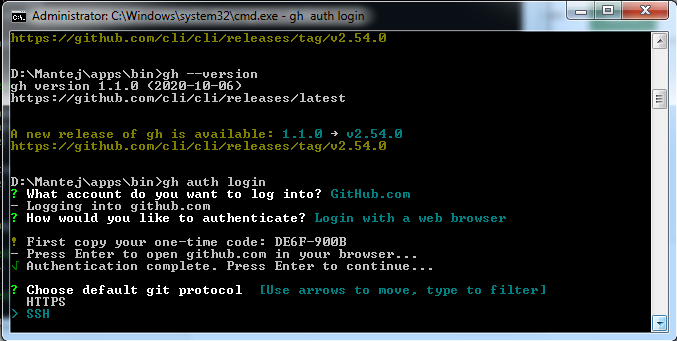 Administrator: C:\Windows\system32\cmd.exe - gh auth login
https://github.com/cli/cli/releases/tag/v2.54.0
D:\Mantej\apps\bin>gh --version
gh version 1.1.0 (2020-10-06)
https://github.com/cli/cli/releases/latest
A new release of gh is available: 1.1.0 → v2.54.0
https://github.com/cli/cli/releases/tag/v2.54.0
D:\Mantej\apps\bin>gh auth login
? What account do you want to log into? GitHub.com
- Logging into github.com
? How would you like to authenticate? Login with a web browser
! First copy your one-time code: DE6F-900B
- Press Enter to open github.com in your browser...
√ Authentication complete. Press Enter to continue...
? Choose default git protocol  [Use arrows to move, type to filter]
  HTTPS
> SSH